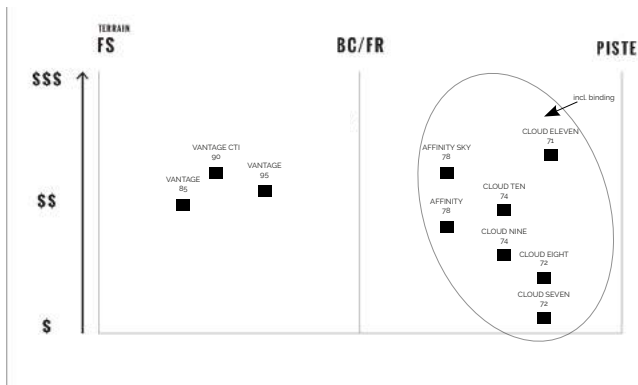 TERRAIN
FS
BC/FR
PISTE
$$$
incl. binding
CLOUD ELEVEN
71
VANTAGE CTI
90
AFFINITY SKY
78
VANTAGE
95
VANTAGE
85
CLOUD TEN
74
$$
AFFINITY
78
CLOUD NINE
74
CLOUD EIGHT
72
CLOUD SEVEN
72
$